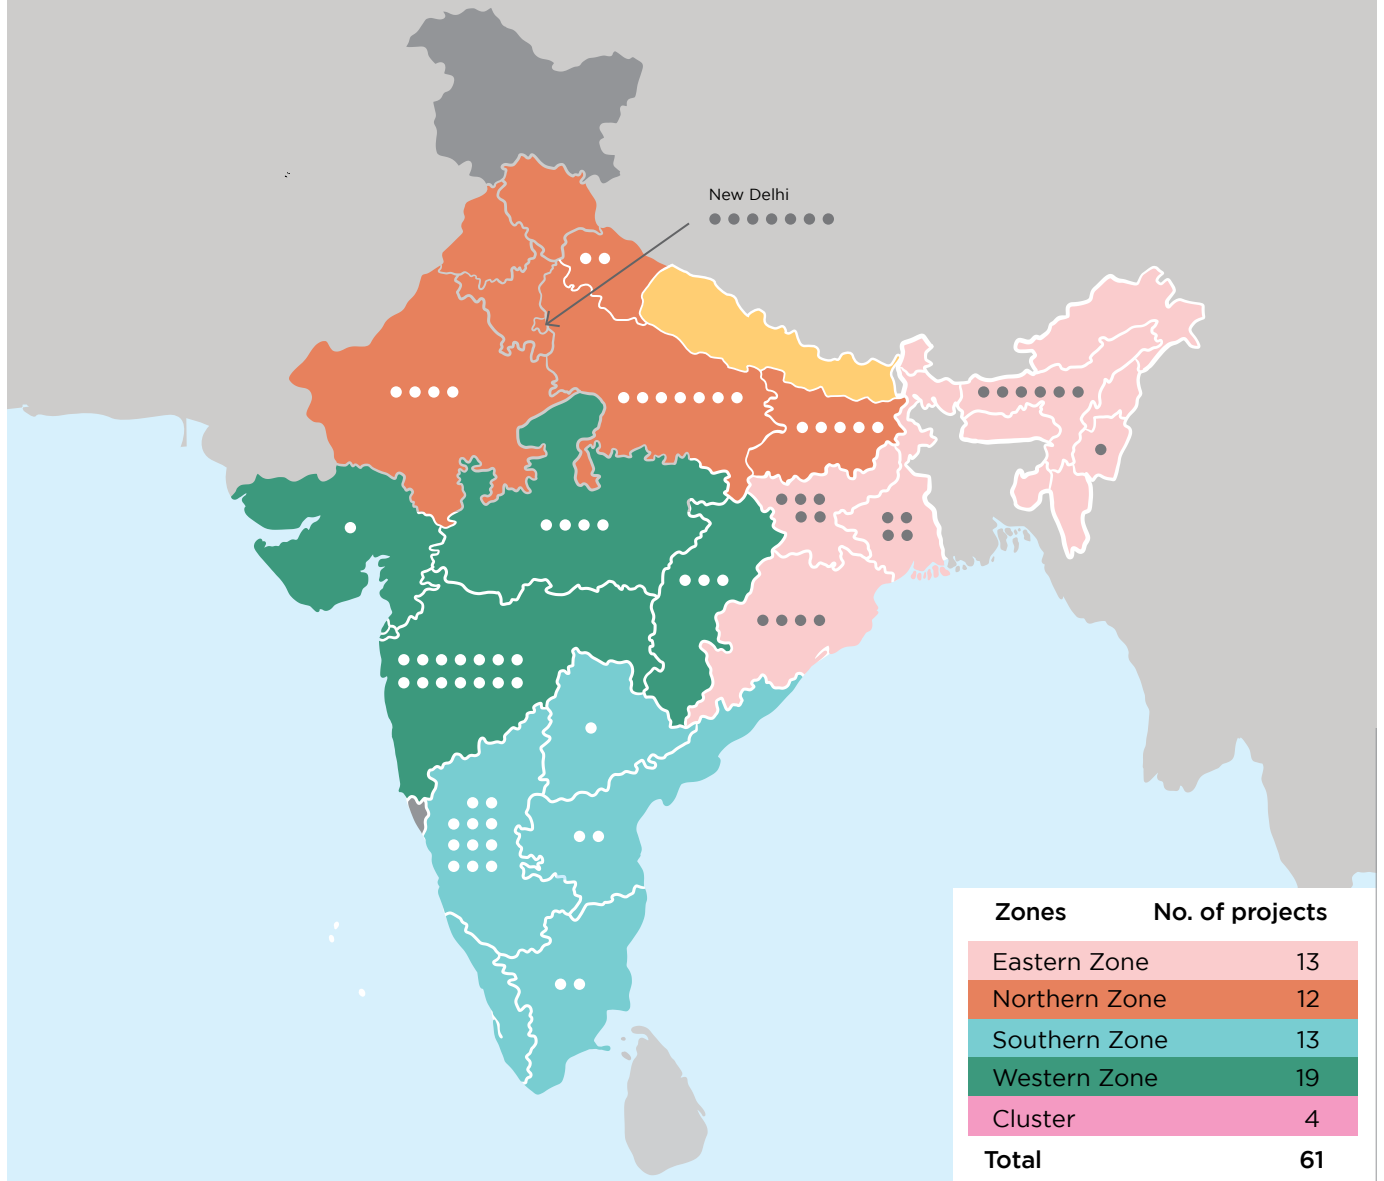 New Delhi
Zones No. of projects
Eastern Zone 13
Northern Zone 12
Southern Zone 13
Western Zone 19
Cluster 4
Total 61